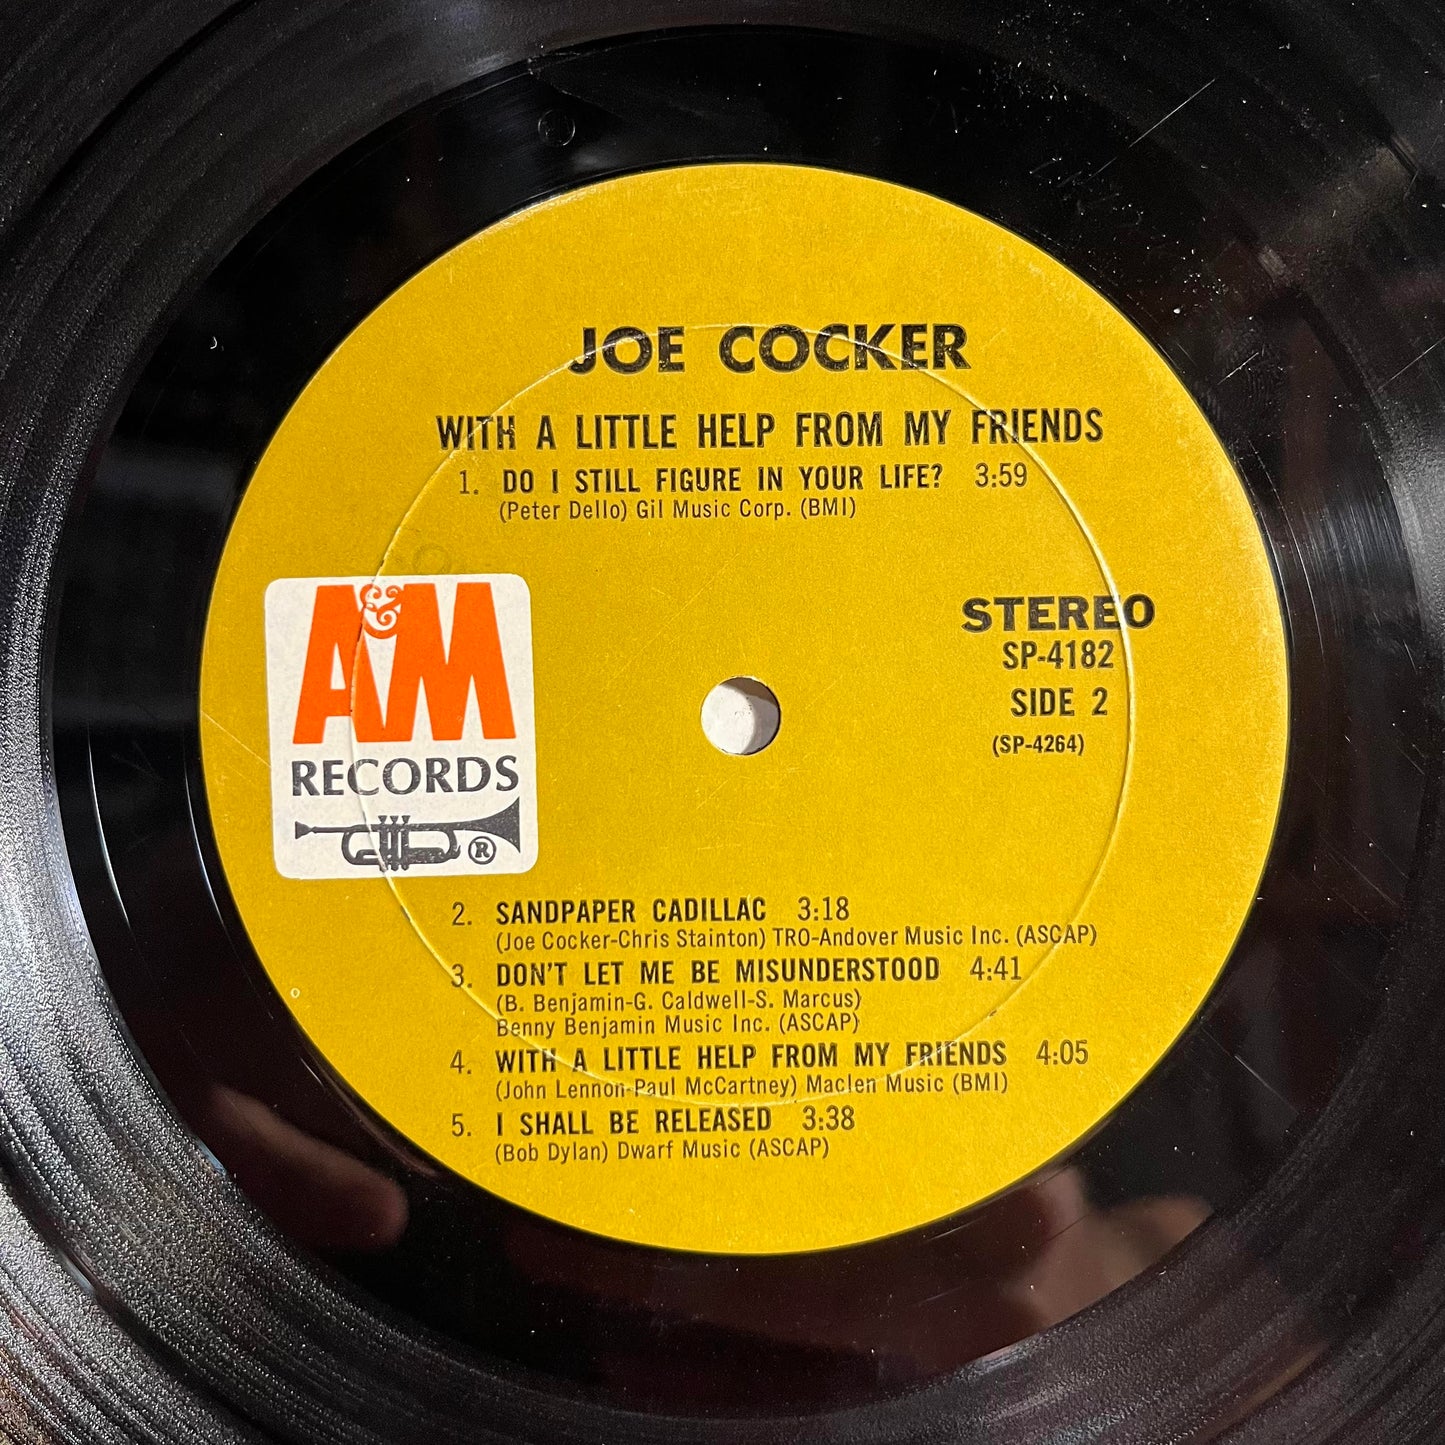 JOE COCKER
WITH A LITTLE HELP FROM MY FRIENDS
1. DO I STILL FIGURE IN YOUR LIFE? 3:59
(Peter Dello) Gil Music Corp. (BMI)
A&M
RECORDS
®
STEREO
SP-4182
SIDE 2
(SP-4264)
2. SANDPAPER CADILLAC 3:18
(Joe Cocker-Chris Stainton) TRO-Andover Music Inc. (ASCAP)
3. DON'T LET ME BE MISUNDERSTOOD 4:41
(B. Benjamin-G. Caldwell-S. Marcus)
Benny Benjamin Music Inc. (ASCAP)
4. WITH A LITTLE HELP FROM MY FRIENDS 4:05
(John Lennon-Paul McCartney) Maclen Music (BMI)
5. I SHALL BE RELEASED 3:38
(Bob Dylan) Dwarf Music (ASCAP)